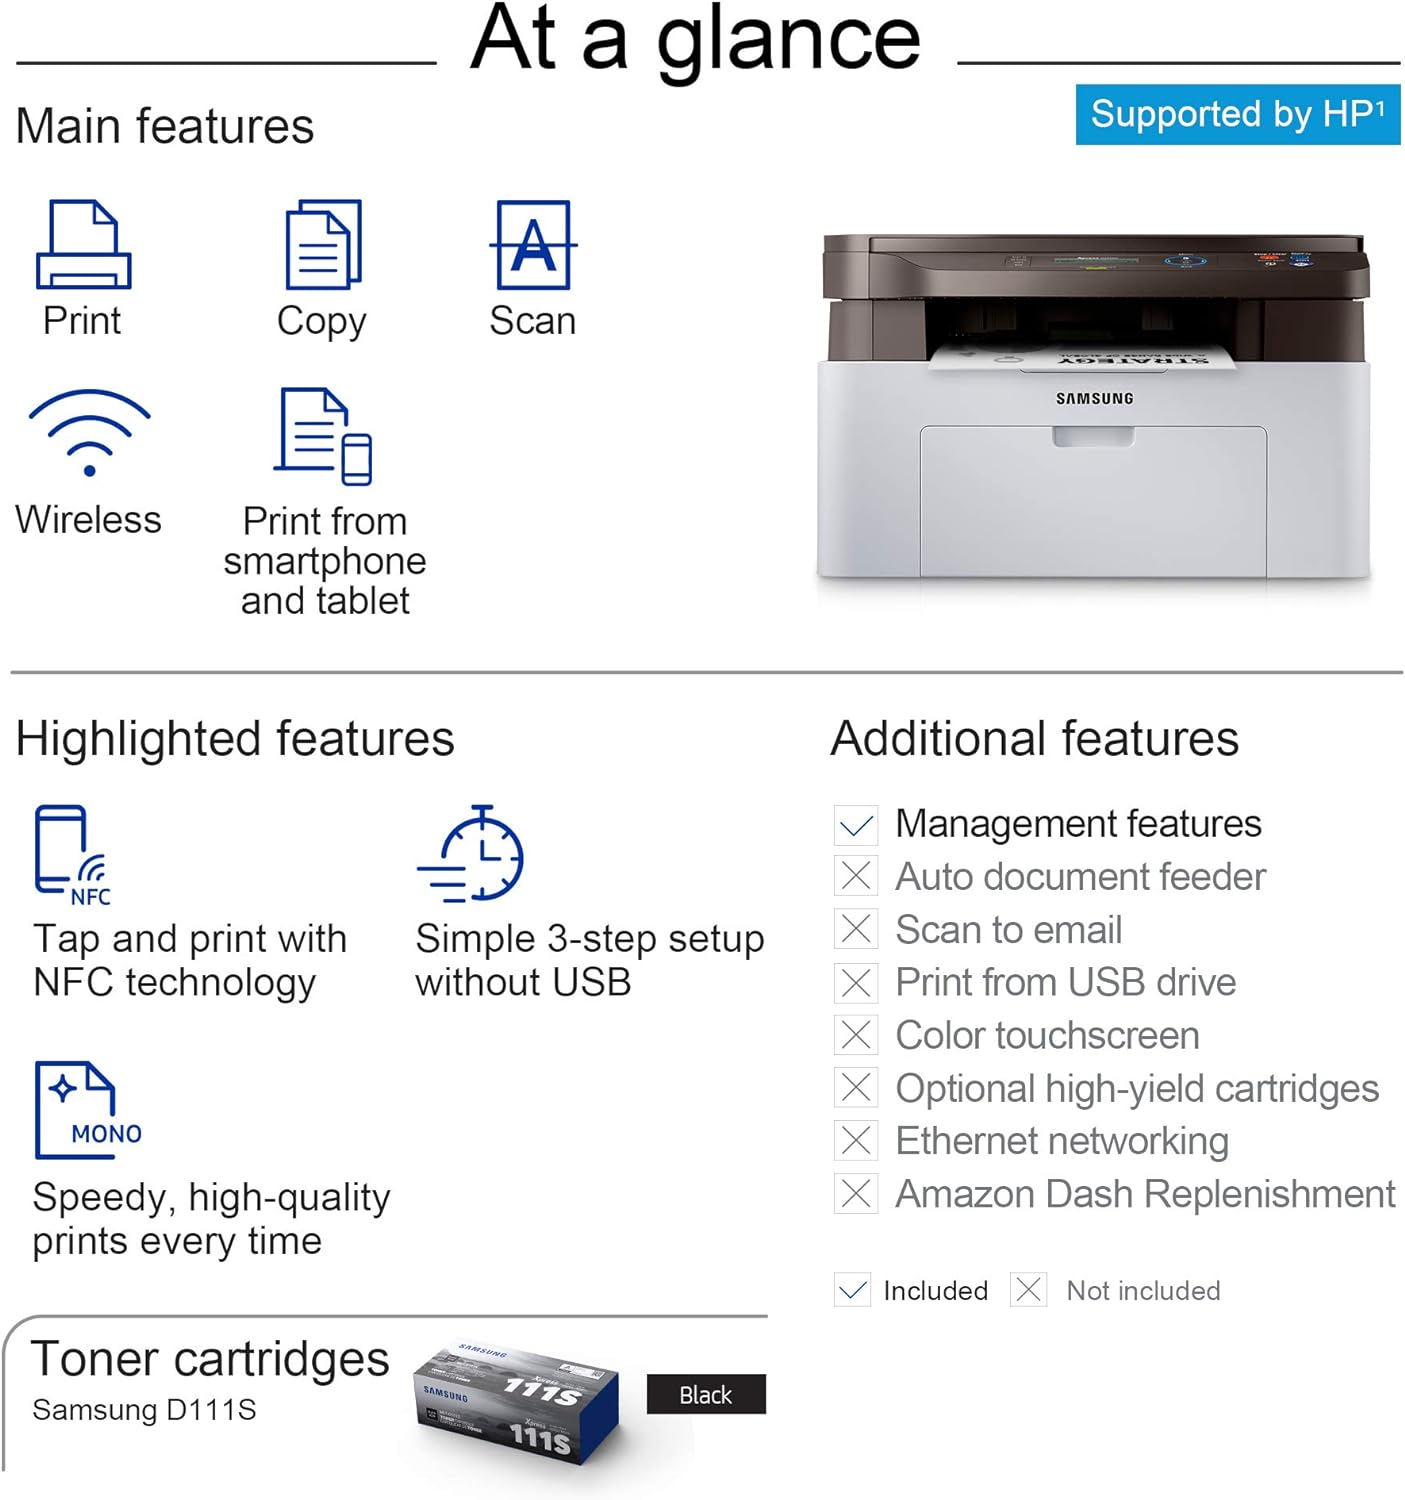 At a glance
Main features
Supported by HP¹
Print
Copy
Scan
A
Wireless
Print from
smartphone
and tablet
STRATEGY
SAMSUNG
Highlighted features
NFC
Tap and print with
NFC technology
Simple 3-step setup
without USB
MONO
Speedy, high-quality
prints every time
Additional features
Management features
Auto document feeder
Scan to email
Print from USB drive
Color touchscreen
Optional high-yield cartridges
Ethernet networking
Amazon Dash Replenishment
Included
Not included
Toner cartridges
Samsung D111S
SAMSUNG
Xpress
111S
SAMSUNG
Xpress
111S
Black